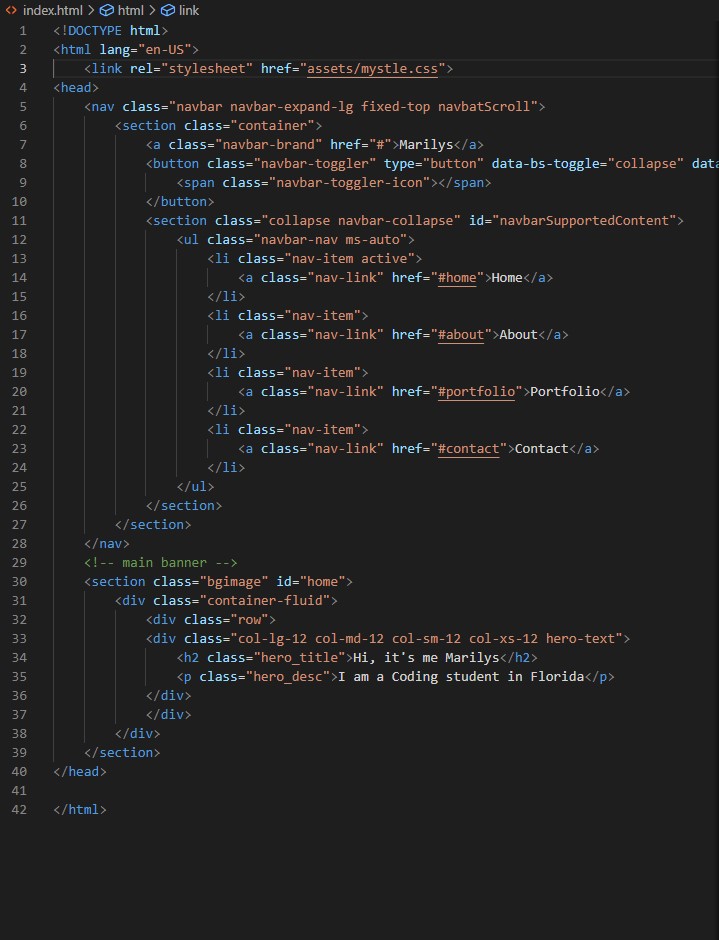 index.html > html > link
1 <!DOCTYPE html>
2 <html lang="en-US">
3     <link rel="stylesheet" href="assets/mystle.css">
4 <head>
5     <nav class="navbar navbar-expand-lg fixed-top navbatScroll">
6         <section class="container">
7             <a class="navbar-brand" href="#">Marilys</a>
8             <button class="navbar-toggler" type="button" data-bs-toggle="collapse" data
9                 <span class="navbar-toggler-icon"></span>
10             </button>
11             <section class="collapse navbar-collapse" id="navbarSupportedContent">
12                 <ul class="navbar-nav ms-auto">
13                     <li class="nav-item active">
14                         <a class="nav-link" href="#home">Home</a>
15                     </li>
16                     <li class="nav-item">
17                         <a class="nav-link" href="#about">About</a>
18                     </li>
19                     <li class="nav-item">
20                         <a class="nav-link" href="#portfolio">Portfolio</a>
21                     </li>
22                     <li class="nav-item">
23                         <a class="nav-link" href="#contact">Contact</a>
24                     </li>
25                 </ul>
26             </section>
27         </section>
28     </nav>
29     <!-- main banner -->
30     <section class="bgimage" id="home">
31         <div class="container-fluid">
32             <div class="row">
33             <div class="col-lg-12 col-md-12 col-sm-12 col-xs-12 hero-text">
34                 <h2 class="hero_title">Hi, it's me Marilys</h2>
35                 <p class="hero_desc">I am a Coding student in Florida</p>
36             </div>
37             </div>
38         </div>
39     </section>
40 </head>
41
42 </html>